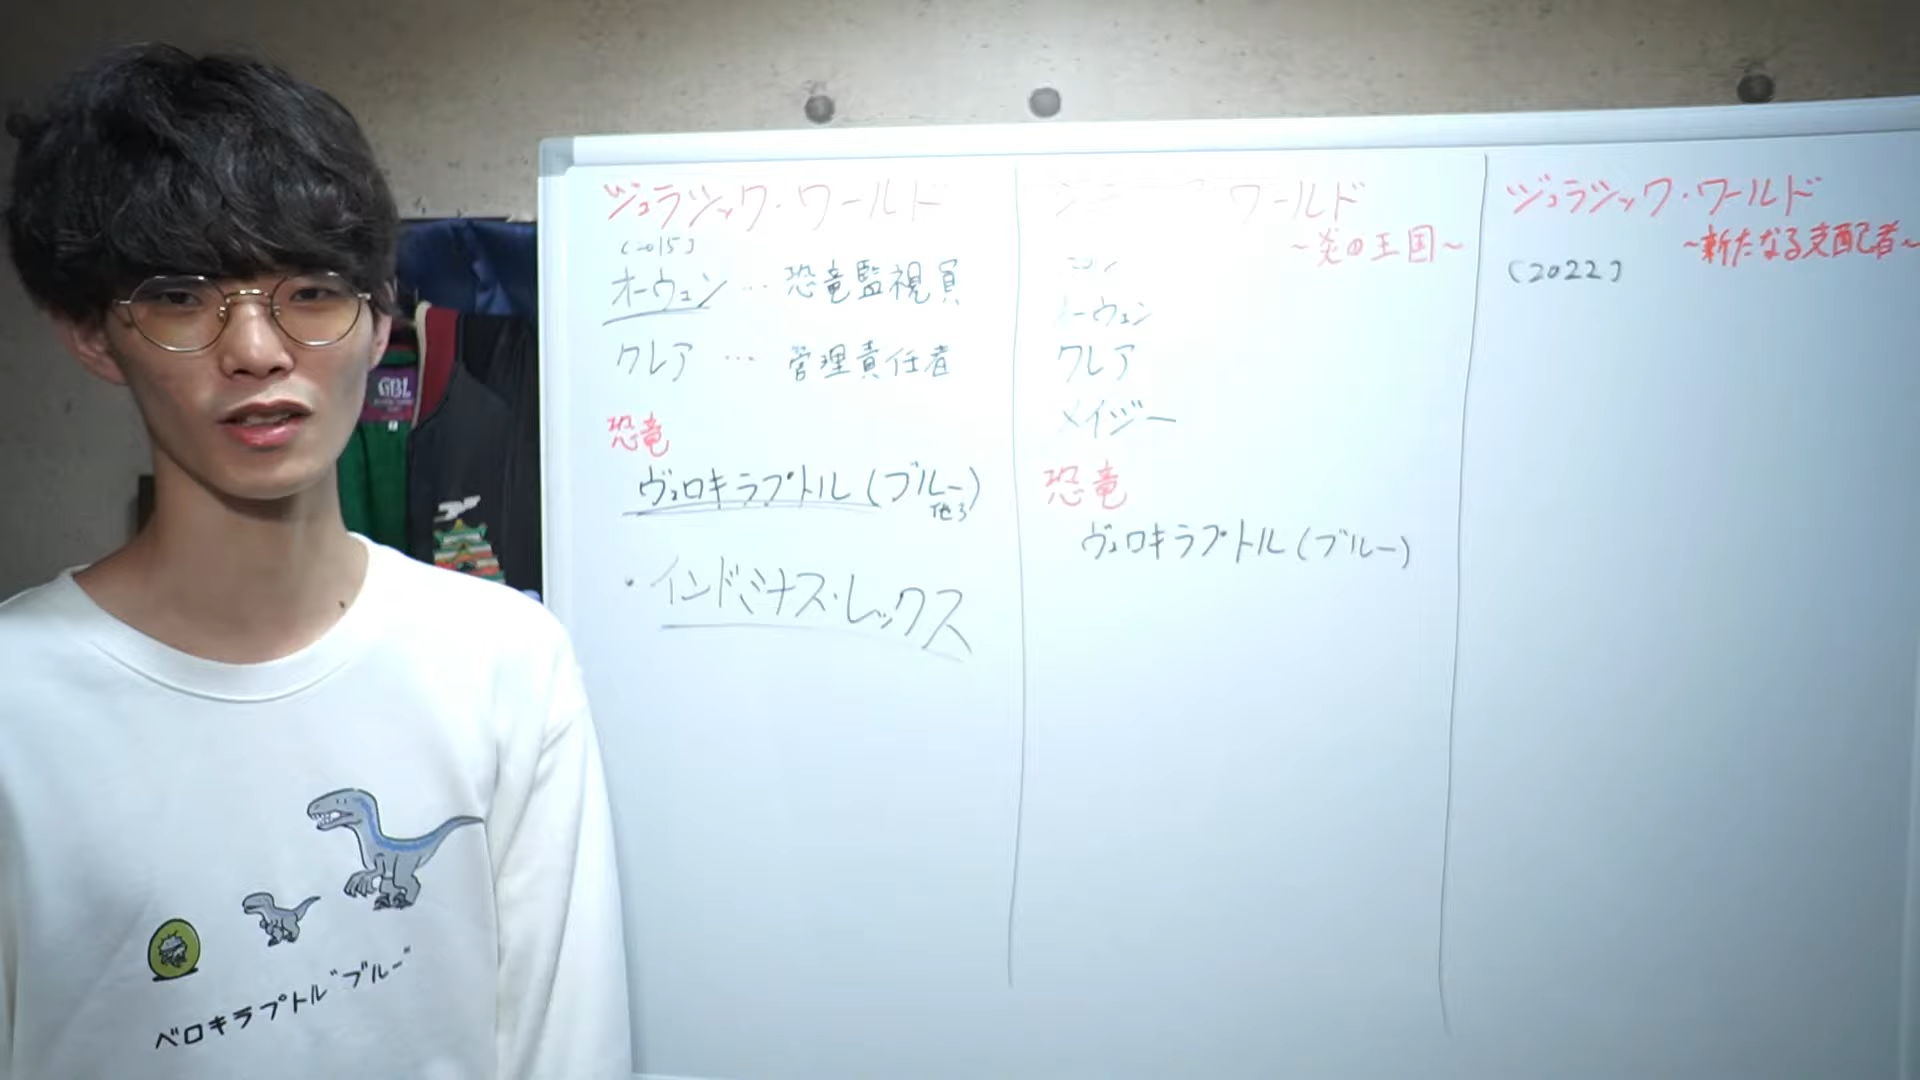 ジュラシック・ワールド
(2015)
オーウェン … 恐竜監視員
クレア … 管理責任者
恐竜
ヴェロキラプトル(ブルー)
他3
・インドミナス・レックス
ワールド
~炎の王国~
ーウェン
クレア
メイジー
恐竜
ヴェロキラプトル(ブルー)
ジュラシック・ワールド
~新たなる支配者~
(2022)
GBL
ベロキラプトル"ブルー"